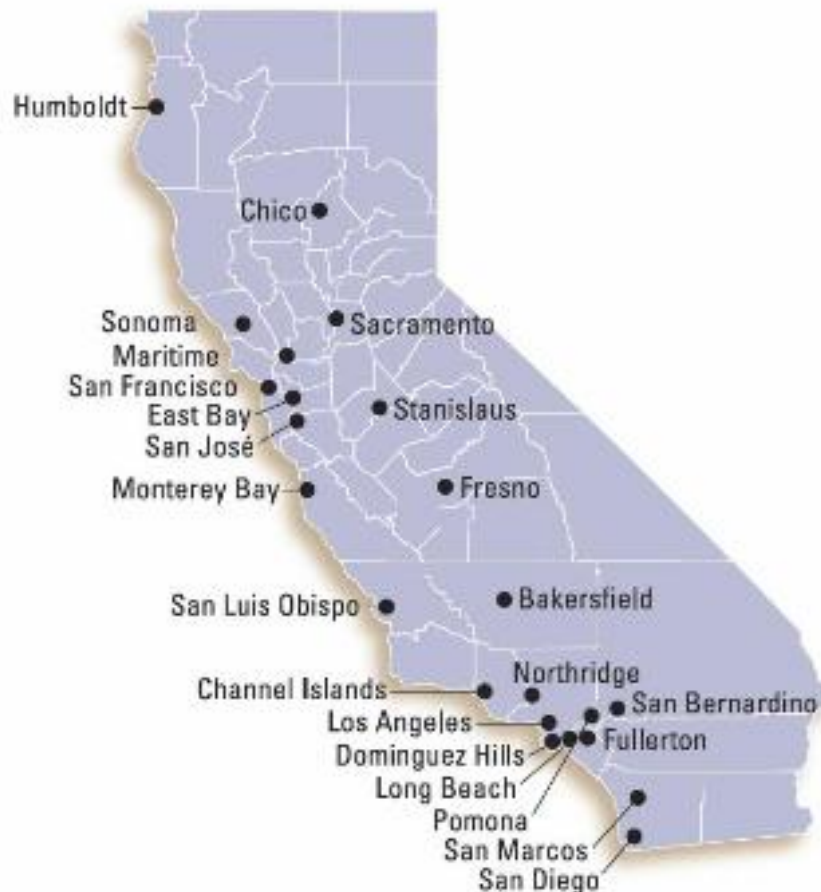 Humboldt
Chico
Sonoma
Sacramento
Maritime
San Francisco
East Bay
Stanislaus
San José
Monterey Bay
Fresno
San Luis Obispo
Bakersfield
Northridge
Channel Islands
San Bernardino
Los Angeles
Fullerton
Dominguez Hills
Long Beach
Pomona
San Marcos
San Diego